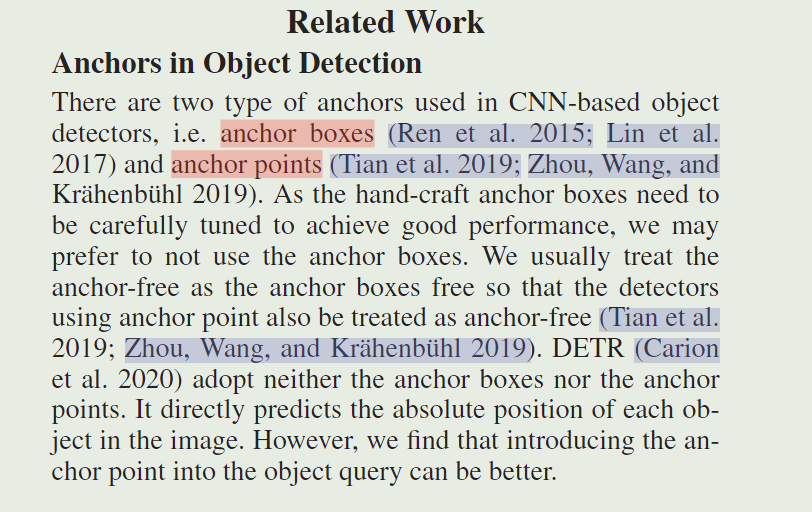 Related Work
Anchors in Object Detection
There are two type of anchors used in CNN-based object
detectors, i.e. anchor boxes (Ren et al. 2015; Lin et al.
2017) and anchor points (Tian et al. 2019; Zhou, Wang, and
Krähenbühl 2019). As the hand-craft anchor boxes need to
be carefully tuned to achieve good performance, we may
prefer to not use the anchor boxes. We usually treat the
anchor-free as the anchor boxes free so that the detectors
using anchor point also be treated as anchor-free (Tian et al.
2019; Zhou, Wang, and Krähenbühl 2019). DETR (Carion
et al. 2020) adopt neither the anchor boxes nor the anchor
points. It directly predicts the absolute position of each ob-
ject in the image. However, we find that introducing the an-
chor point into the object query can be better.